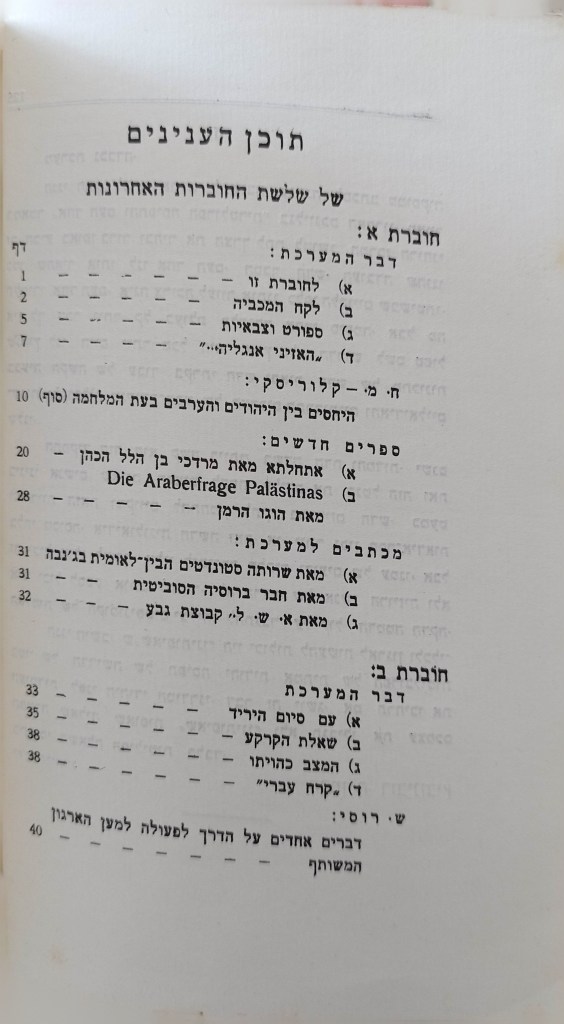 תוכן הענינים
של שלשת החוברות האחרונות
חוברת א:
דבר המערכת: דף
א) לחוברת זו — — — — — — 1
ב) לקח המכביה — — — — — 2
ג) ספורט וצבאיות — — — — — 5
ד) „האזיני אנגליה...” — — — — 7
ח. מ. — קלוריסקי:
היחסים בין היהודים והערבים בעת המלחמה (סוף) 10
ספרים חדשים:
א) אתחלתא מאת מרדכי בן הלל הכהן — 20
ב) Die Araberfrage Palästinas
מאת הוגו הרמן — — — — — 28
מכתבים למערכת:
א) מאת שרותה סטונדטים הבין־לאומית בג'נבה 31
ב) מאת חבר ברוסיה הסוביטית — — 31
ג) מאת א. ש. ל., קבוצת גבע — — 32
חוברת ב:
דבר המערכת
א) עם סיום היריד — — — — — 33
ב) שאלת הקרקע — — — — — — 35
ג) המצב כהויתו — — — — — — 38
ד) „קרח עברי” — — — — — — 38
ש. רוסי:
דברים אחדים על הדרך לפעולה למען הארגון
המשותף — — — — — — — 40